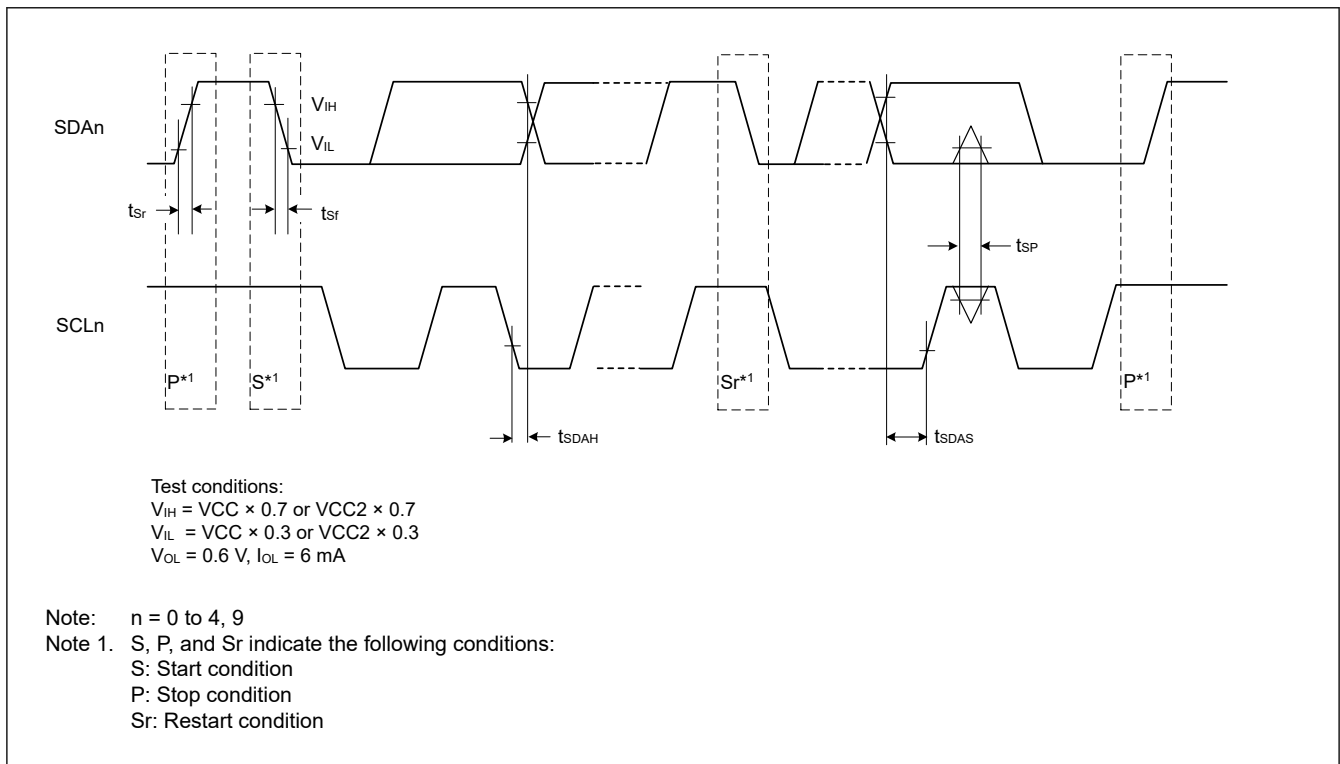 SDAn
VIH
VIL
tSr
tSf
tSP
SCLn
P*1
S*1
Sr*1
P*1
tSDAH
tSDAS
Test conditions:
VIH = VCC × 0.7 or VCC2 × 0.7
VIL = VCC × 0.3 or VCC2 × 0.3
VOL = 0.6 V, IOL = 6 mA
Note: n = 0 to 4, 9
Note 1. S, P, and Sr indicate the following conditions:
S: Start condition
P: Stop condition
Sr: Restart condition